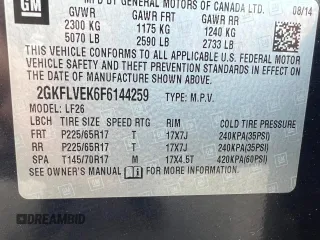 GM
MFD BY GENERAL MOTORS OF CANADA LTD.
08/14
GVWR GAWR FRT GAWR RR
2300 KG 1175 KG 1240 KG
5070 LB 2590 LB 2733 LB
THIS VEHICLE CONFORMS TO ALL APPLICABLE U.S. FEDERAL MOTOR
VEHICLE SAFETY AND THEFT PREVENTION STANDARDS IN EFFECT
ON THE DATE OF MANUFACTURE SHOWN ABOVE.
2GKFLVEK6F6144259 TYPE: M.P.V.
MODEL: LF26
LBCH TIRE SIZE SPEED RTG RIM COLD TIRE PRESSURE
FRT P225/65R17 T 17X7J 240KPA(35PSI)
RR P225/65R17 T 17X7J 240KPA(35PSI)
SPA T145/70R17 M 17X4.5T 420KPA(60PSI)
SEE OWNER'S MANUAL FOR MORE INFORMATION.
DREAMBID